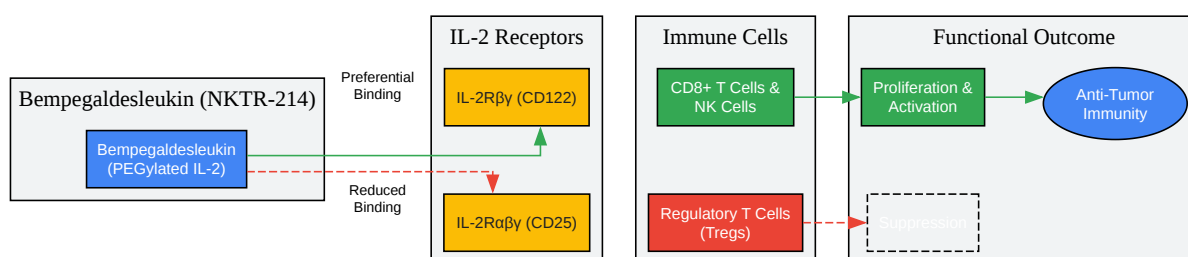 Bempegaldesleukin (NKTR-214)
Bempegaldesleukin
(PEGylated IL-2)
Preferential
Binding
Reduced
Binding
IL-2 Receptors
IL-2Rβγ (CD122)
IL-2Rαβγ (CD25)
Immune Cells
CD8+ T Cells &
NK Cells
Regulatory T Cells
(Tregs)
Functional Outcome
Proliferation &
Activation
Anti-Tumor
Immunity
Suppression